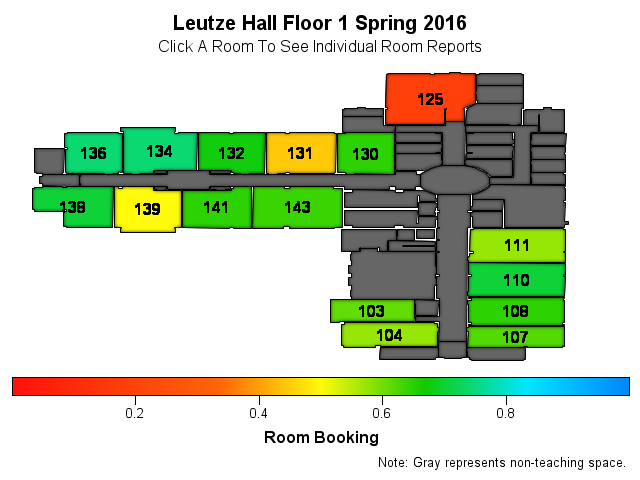 Leutze Hall Floor 1 Spring 2016
Click A Room To See Individual Room Reports
125
136 134 132 131 130
138 139 141 143
111
110
103 108
104 107
0.2 0.4 0.6 0.8
Room Booking
Note: Gray represents non-teaching space.